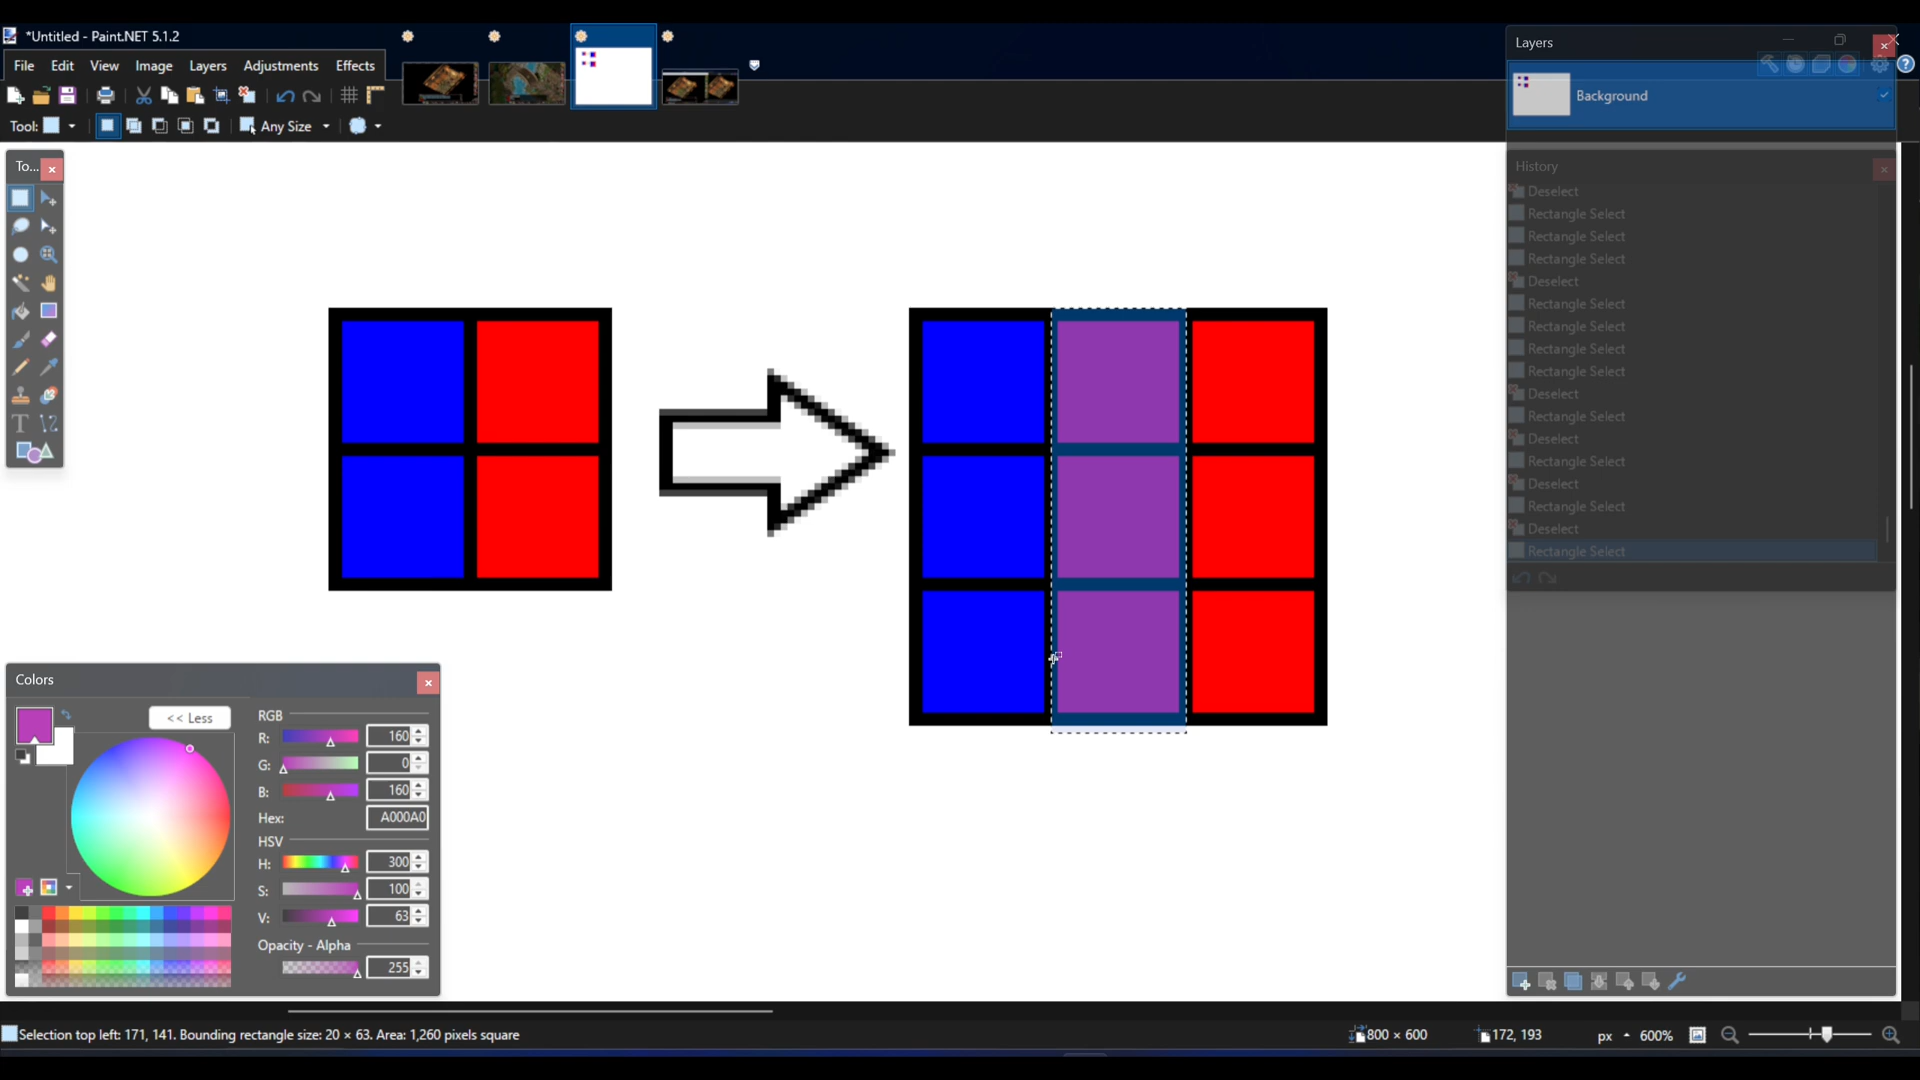 *Untitled - Paint.NET 5.1.2
File Edit View Image Layers Adjustments Effects
Tool:
Any Size
To...
Layers
Background
History
Deselect
Rectangle Select
Rectangle Select
Rectangle Select
Deselect
Rectangle Select
Rectangle Select
Rectangle Select
Rectangle Select
Deselect
Rectangle Select
Deselect
Rectangle Select
Deselect
Rectangle Select
Deselect
Rectangle Select
Colors
<< Less
RGB
R: 160
G: 0
B: 160
Hex: A000A0
HSV
H: 300
S: 100
V: 63
Opacity - Alpha
255
Selection top left: 171, 141. Bounding rectangle size: 20 × 63. Area: 1,260 pixels square
800 × 600
172, 193
px
600%